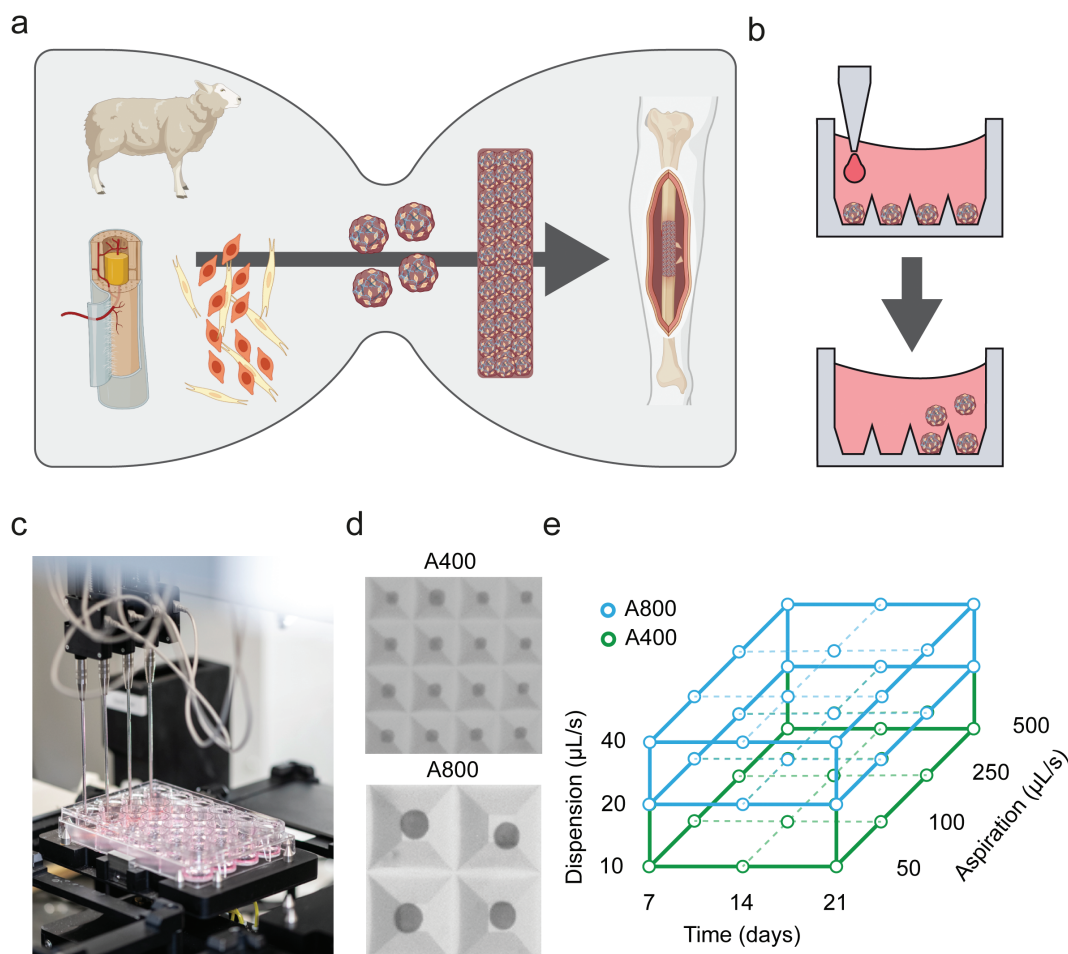 a
b
c
d
A400
A800
e
A800
A400
Dispension (µL/s)
40
20
10
7
14
21
Time (days)
500
250
100
50
Aspiration (µL/s)